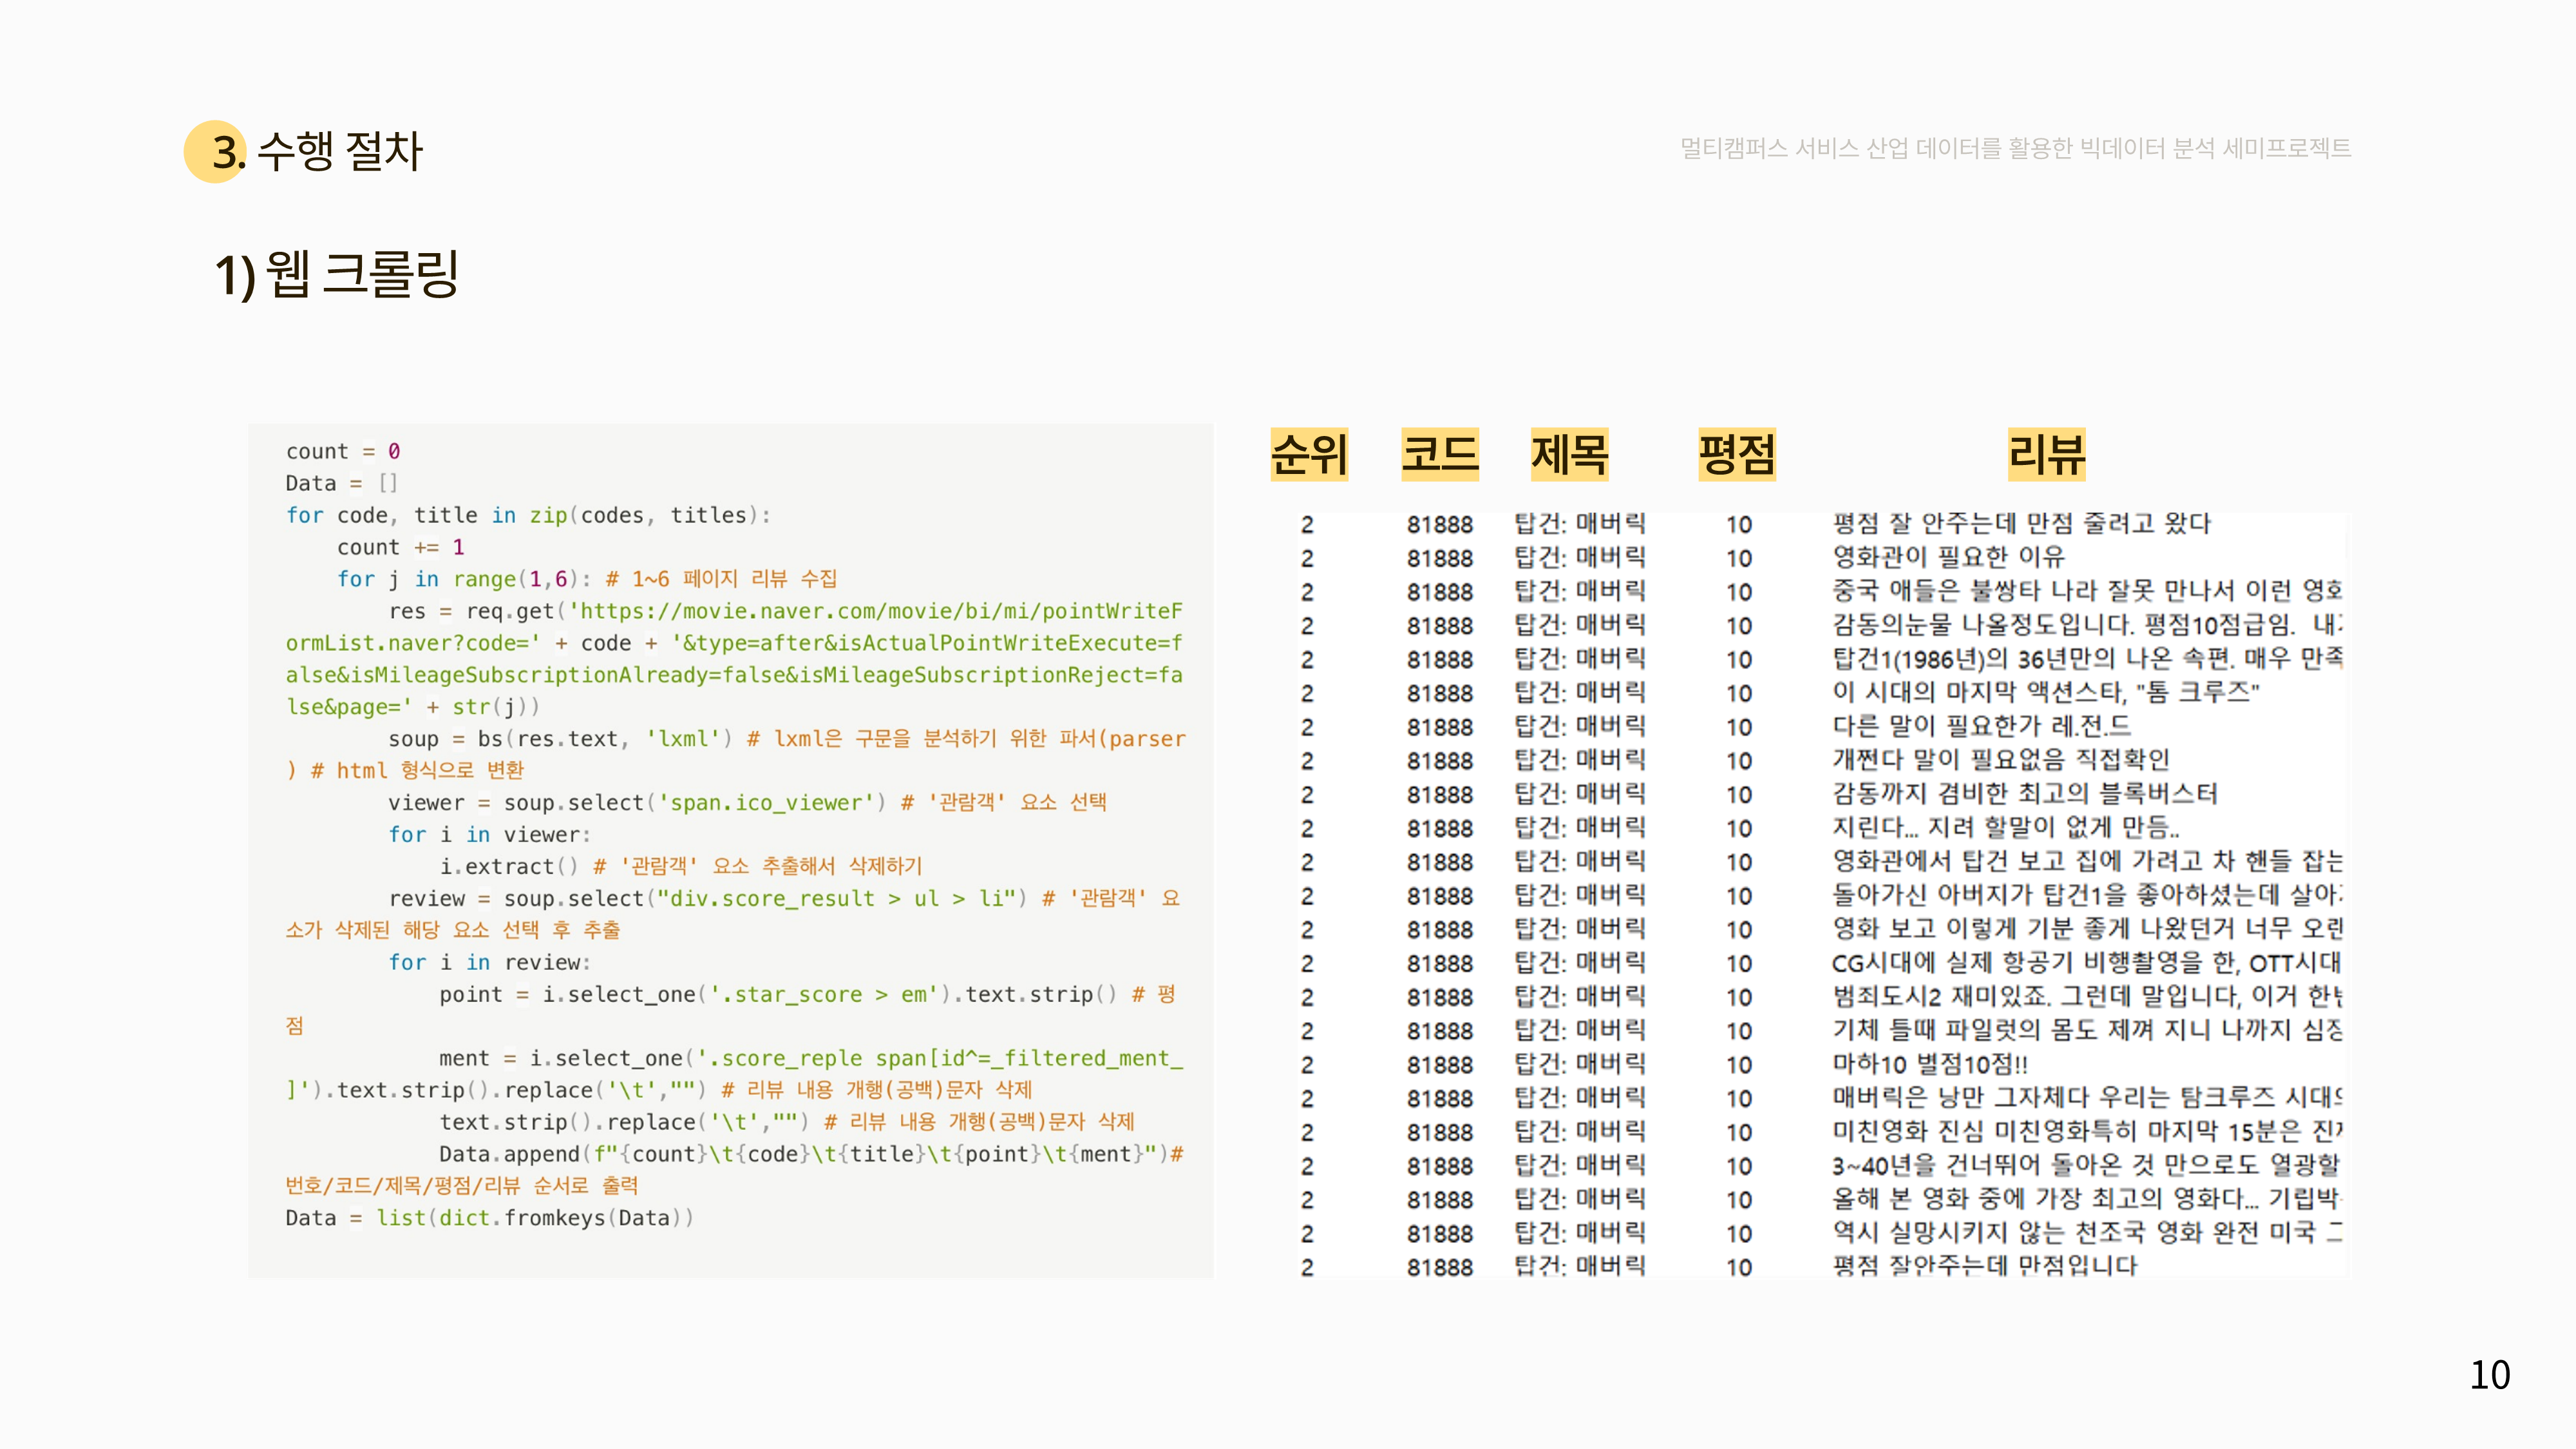 3. 수행 절차
멀티캠퍼스 서비스 산업 데이터를 활용한 빅데이터 분석 세미프로젝트
1) 웹 크롤링
count = 0
Data = []
for code, title in zip(codes, titles):
    count += 1
    for j in range(1,6): # 1~6 페이지 리뷰 수집
        res = req.get('https://movie.naver.com/movie/bi/mi/pointWriteF
ormList.naver?code=' + code + '&type=after&isActualPointWriteExecute=f
alse&isMileageSubscriptionAlready=false&isMileageSubscriptionReject=fa
lse&page=' + str(j))
        soup = bs(res.text, 'lxml') # lxml은 구문을 분석하기 위한 파서(parser
) # html 형식으로 변환
        viewer = soup.select('span.ico_viewer') # '관람객' 요소 선택
        for i in viewer:
            i.extract() # '관람객' 요소 추출해서 삭제하기
        review = soup.select("div.score_result > ul > li") # '관람객' 요
소가 삭제된 해당 요소 선택 후 추출
        for i in review:
            point = i.select_one('.star_score > em').text.strip() # 평
점
            ment = i.select_one('.score_reple span[id^=_filtered_ment_
]').text.strip().replace('\t',"") # 리뷰 내용 개행(공백)문자 삭제
            text.strip().replace('\t',"") # 리뷰 내용 개행(공백)문자 삭제
            Data.append(f"{count}\t{code}\t{title}\t{point}\t{ment}")#
번호/코드/제목/평점/리뷰 순서로 출력
Data = list(dict.fromkeys(Data))
순위 코드 제목 평점 리뷰
2 81888 탑건: 매버릭 10 평점 잘 안주는데 만점 줄려고 왔다
2 81888 탑건: 매버릭 10 영화관이 필요한 이유
2 81888 탑건: 매버릭 10 중국 애들은 불쌍타 나라 잘못 만나서 이런
2 81888 탑건: 매버릭 10 감동의눈물 나올정도입니다. 평점10점급임.
2 81888 탑건: 매버릭 10 탑건1(1986년)의 36년만의 나온 속편. 매우 만족
2 81888 탑건: 매버릭 10 이 시대의 마지막 액션스타, "톰 크루즈"
2 81888 탑건: 매버릭 10 다른 말이 필요한가 레.전.드
2 81888 탑건: 매버릭 10 개쩐다 말이 필요없음 직접확인
2 81888 탑건: 매버릭 10 감동까지 겸비한 최고의 블록버스터
2 81888 탑건: 매버릭 10 지린다... 지려 할말이 없게 만듬..
2 81888 탑건: 매버릭 10 영화관에서 탑건 보고 집에 가려고 차 핸들 잡는
2 81888 탑건: 매버릭 10 돌아가신 아버지가 탑건1을 좋아하셨는데
2 81888 탑건: 매버릭 10 영화 보고 이렇게 기분 좋게 나왔던거 너무
2 81888 탑건: 매버릭 10 CG시대에 실제 항공기 비행촬영을 한, OTT시대
2 81888 탑건: 매버릭 10 범죄도시2 재미있죠. 그런데 말입니다, 이거
2 81888 탑건: 매버릭 10 기체 틀때 파일럿의 몸도 제껴 지니 나까지
2 81888 탑건: 매버릭 10 마하10 별점10점!!
2 81888 탑건: 매버릭 10 매버릭은 낭만 그자체다 우리는 탐크루즈
2 81888 탑건: 매버릭 10 미친영화 진심 미친영화특히 마지막 15분은
2 81888 탑건: 매버릭 10 3~40년을 건너뛰어 돌아온 것 만으로도 열광할
2 81888 탑건: 매버릭 10 올해 본 영화 중에 가장 최고의 영화다... 기립박
2 81888 탑건: 매버릭 10 역시 실망시키지 않는 천조국 영화 완전 미국
2 81888 탑건: 매버릭 10 평점 잘안주는데 만점입니다
10